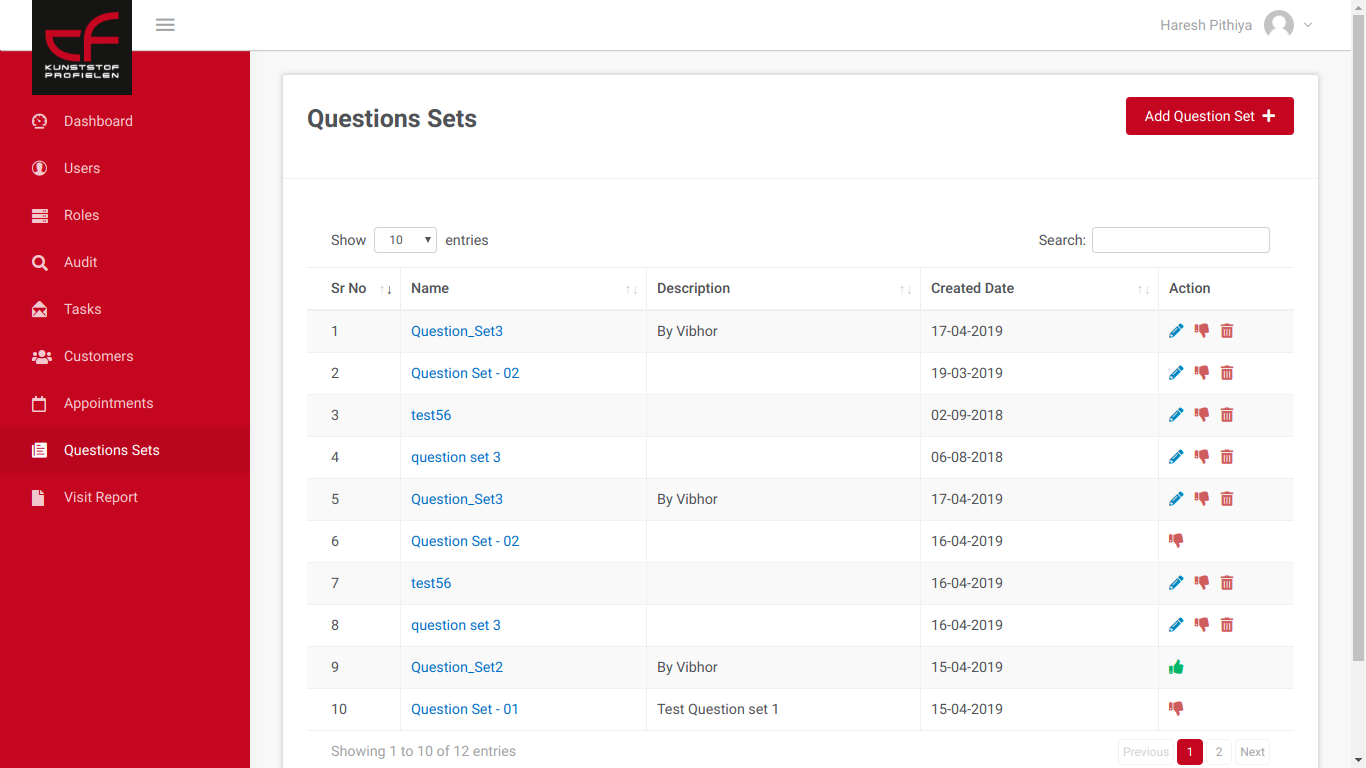 Haresh Pithiya
KUNSTSTOF
PROFIELEN
Dashboard
Users
Roles
Audit
Tasks
Customers
Appointments
Questions Sets
Visit Report
Questions Sets
Add Question Set
Show 10 entries
Search:
Sr No Name Description Created Date Action
1 Question_Set3 By Vibhor 17-04-2019
2 Question Set - 02 19-03-2019
3 test56 02-09-2018
4 question set 3 06-08-2018
5 Question_Set3 By Vibhor 17-04-2019
6 Question Set - 02 16-04-2019
7 test56 16-04-2019
8 question set 3 16-04-2019
9 Question_Set2 By Vibhor 15-04-2019
10 Question Set - 01 Test Question set 1 15-04-2019
Showing 1 to 10 of 12 entries
Previous 1 2 Next